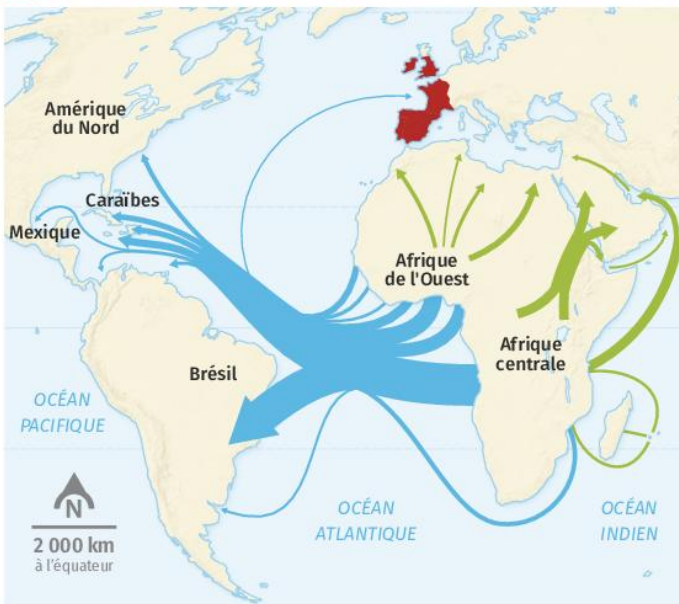 Amérique
du Nord
Caraïbes
Mexique
Afrique
de l'Ouest
Afrique
centrale
Brésil
OCÉAN
PACIFIQUE
OCÉAN
ATLANTIQUE
OCÉAN
INDIEN
N
2 000 km
à l'équateur